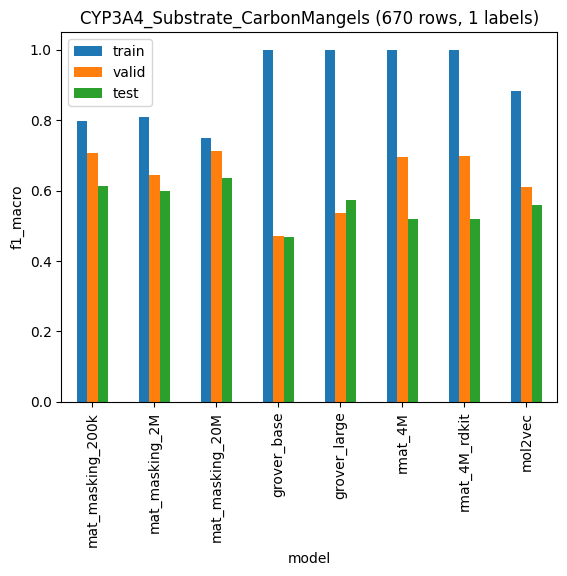 CYP3A4_Substrate_CarbonMangels (670 rows, 1 labels)
train
valid
test
1.0
0.8
0.6
0.4
0.2
0.0
f1_macro
mat_masking_200k
mat_masking_2M
mat_masking_20M
grover_base
grover_large
rmat_4M
rmat_4M_rdkit
mol2vec
model